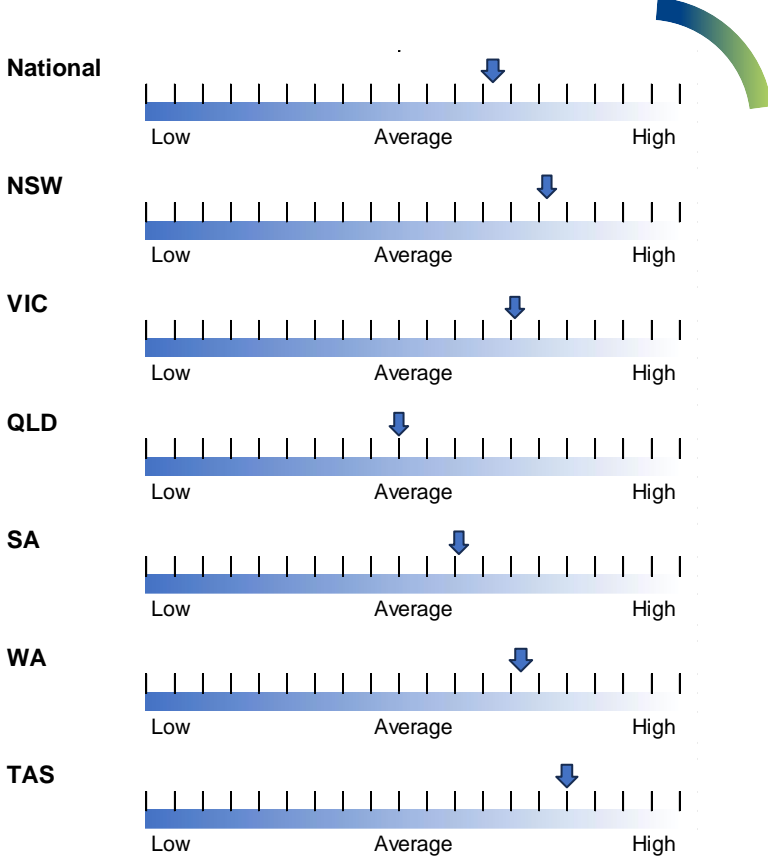 National
Low Average High
NSW
Low Average High
VIC
Low Average High
QLD
Low Average High
SA
Low Average High
WA
Low Average High
TAS
Low Average High